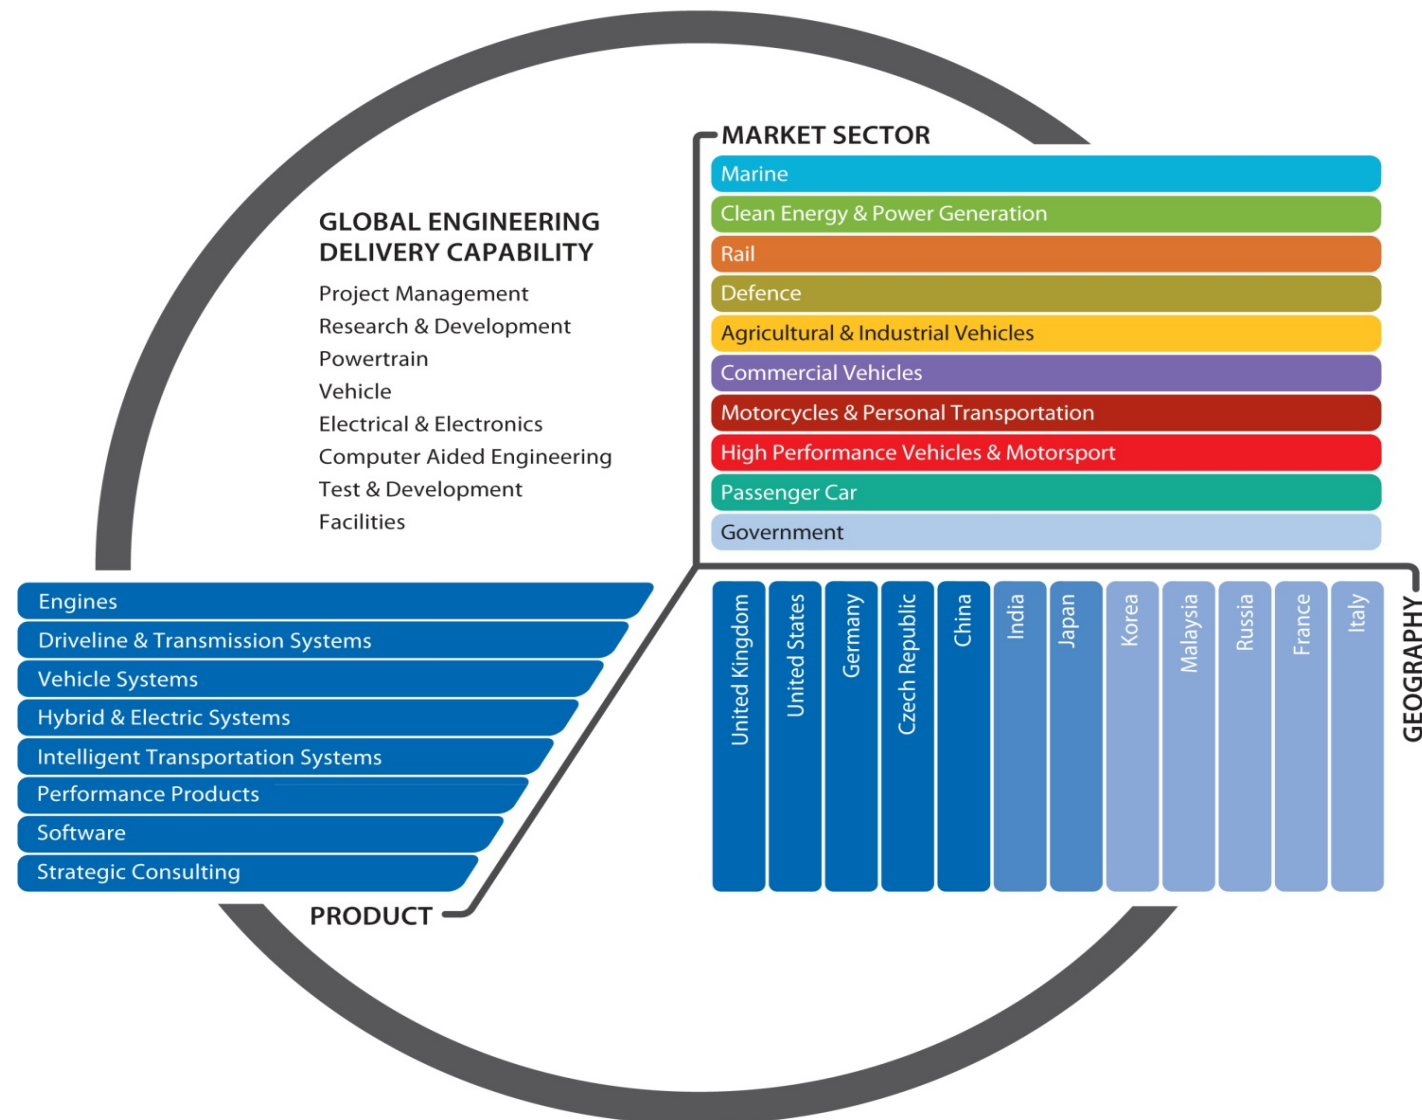 MARKET SECTOR
Marine
Clean Energy & Power Generation
Rail
Defence
Agricultural & Industrial Vehicles
Commercial Vehicles
Motorcycles & Personal Transportation
High Performance Vehicles & Motorsport
Passenger Car
Government
GLOBAL ENGINEERING
DELIVERY CAPABILITY
Project Management
Research & Development
Powertrain
Vehicle
Electrical & Electronics
Computer Aided Engineering
Test & Development
Facilities
Engines
Driveline & Transmission Systems
Vehicle Systems
Hybrid & Electric Systems
Intelligent Transportation Systems
Performance Products
Software
Strategic Consulting
PRODUCT
United Kingdom
United States
Germany
Czech Republic
China
India
Japan
Korea
Malaysia
Russia
France
Italy
GEOGRAPHY